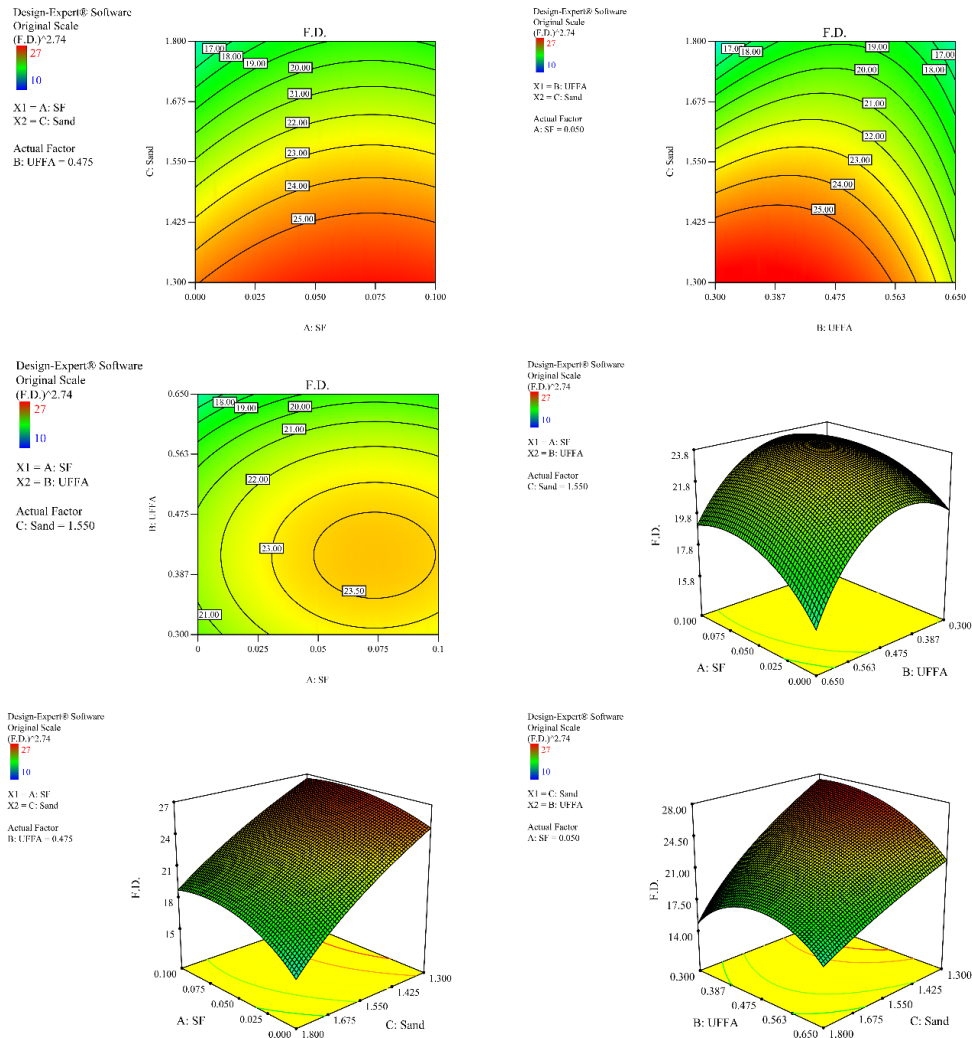 Design-Expert® Software
Original Scale
(F.D.)^2.74
27
10
X1 = A: SF
X2 = C: Sand
Actual Factor
B: UFFA = 0.475
F.D.
1.800
1.675
1.550
1.425
1.300
C: Sand
17.00
18.00
19.00
20.00
21.00
22.00
23.00
24.00
25.00
0.000 0.025 0.050 0.075 0.100
A: SF
Design-Expert® Software
Original Scale
(F.D.)^2.74
27
10
X1 = B: UFFA
X2 = C: Sand
Actual Factor
A: SF = 0.050
F.D.
1.800
1.675
1.550
1.425
1.300
C: Sand
17.0
18.00
19.00
17.00
18.00
20.00
21.00
22.00
23.00
24.00
25.00
0.300 0.387 0.475 0.563 0.650
B: UFFA
Design-Expert® Software
Original Scale
(F.D.)^2.74
27
10
X1 = A: SF
X2 = B: UFFA
Actual Factor
C: Sand = 1.550
F.D.
0.650
0.563
0.475
0.387
0.300
B: UFFA
18.00
19.00
20.00
21.00
22.00
23.00
23.50
21.00
0 0.025 0.05 0.075 0.1
A: SF
Design-Expert® Software
Original Scale
(F.D.)^2.74
27
10
X1 = A: SF
X2 = B: UFFA
Actual Factor
C: Sand = 1.550
23.8
21.8
19.8
17.8
15.8
F.D.
0.100
0.075
0.050
0.025
0.000
A: SF
0.650
0.563
0.475
0.387
0.300
B: UFFA
Design-Expert® Software
Original Scale
(F.D.)^2.74
27
10
X1 = A: SF
X2 = C: Sand
Actual Factor
B: UFFA = 0.475
27
24
21
18
15
F.D.
0.100
0.075
0.050
0.025
0.000
A: SF
1.800
1.675
1.550
1.425
1.300
C: Sand
Design-Expert® Software
Original Scale
(F.D.)^2.74
27
10
X1 = C: Sand
X2 = B: UFFA
Actual Factor
A: SF = 0.050
28.00
24.50
21.00
17.50
14.00
F.D.
0.300
0.387
0.475
0.563
0.650
B: UFFA
1.800
1.675
1.550
1.425
1.300
C: Sand